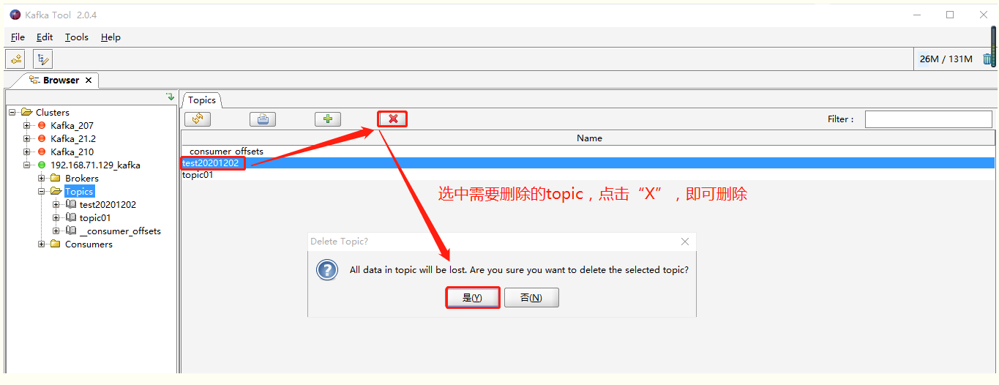 Kafka Tool 2.0.4
File Edit Tools Help
26M / 131M
Browser
Clusters
Kafka_207
Kafka_21.2
Kafka_210
192.168.71.129_kafka
Brokers
Topics
test20201202
topic01
__consumer_offsets
Consumers
Topics
Filter :
Name
__consumer_offsets
test20201202
topic01
选中需要删除的topic，点击“X”，即可删除
Delete Topic?
All data in topic will be lost. Are you sure you want to delete the selected topic?
是(Y) 否(N)